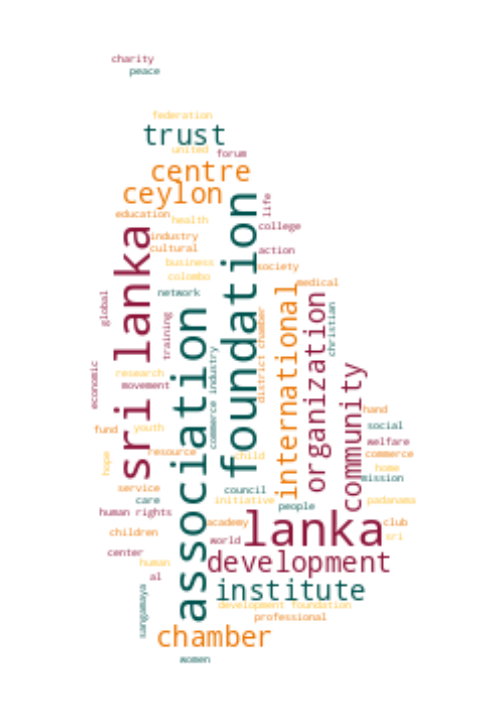 charity
peace
federation
trust
united
forum
centre
ceylon
life
education
health
college
industry
cultural
action
business
society
colombo
medical
network
global
sri lanka
foundation
association
international
organization
christian
training
district chamber
commerce industry
economic
research
movement
community
hand
fund
youth
social
welfare
resource
commerce
hope
child
home
mission
service
council
care
initiative
people
padanama
human rights
academy
lanka
club
children
world
sri
center
development
human
al
institute
sangamaya
development foundation
professional
chamber
women